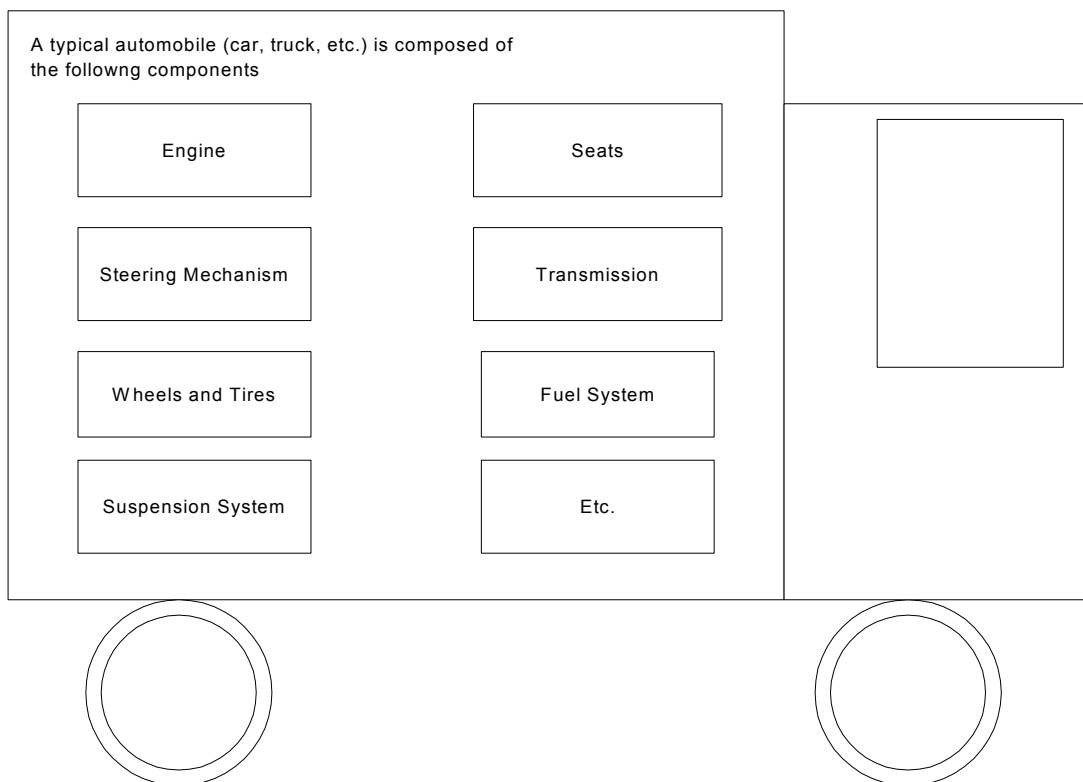 A typical automobile (car, truck, etc.) is composed of
the followng components
Engine
Seats
Steering Mechanism
Transmission
Wheels and Tires
Fuel System
Suspension System
Etc.